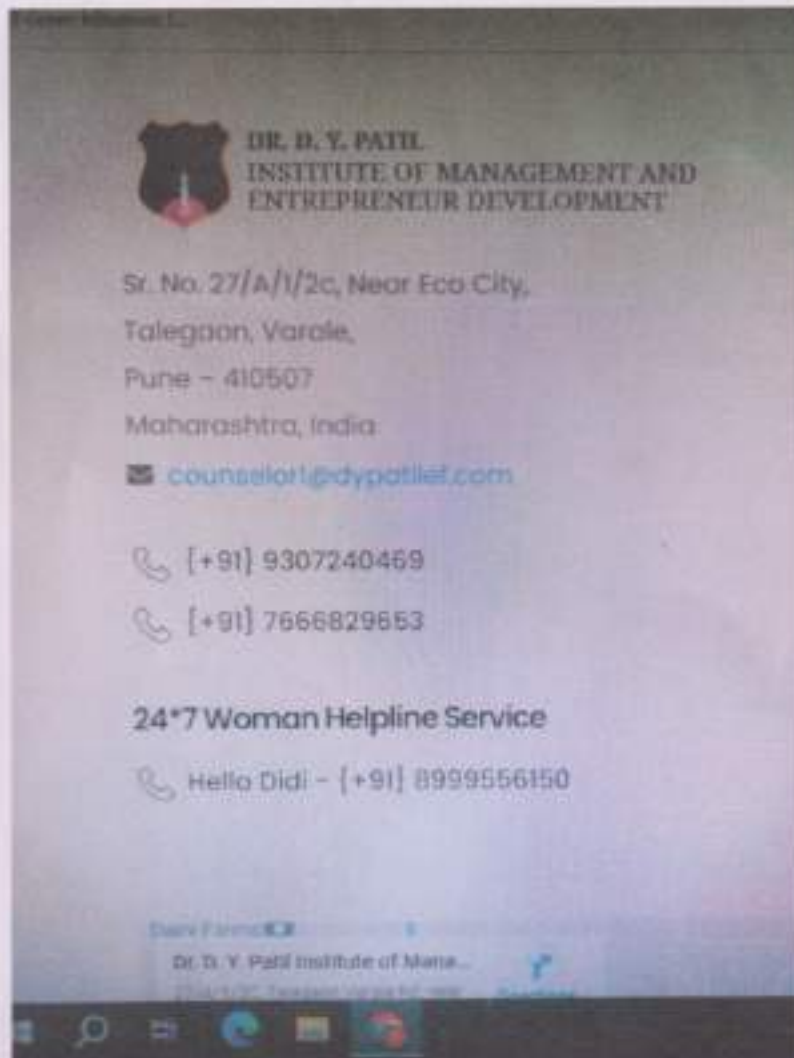 DR. D. Y. PATIL
INSTITUTE OF MANAGEMENT AND
ENTREPRENEUR DEVELOPMENT
Sr. No. 27/A/1/2c, Near Eco City,
Talegaon, Varale,
Pune – 410507
Maharashtra, India
counselor1@dypatilef.com
[+91] 9307240469
[+91] 7666829653
24*7 Woman Helpline Service
Hello Didi - [+91] 8999556150
Dr. D. Y. Patil Institute of Mana...